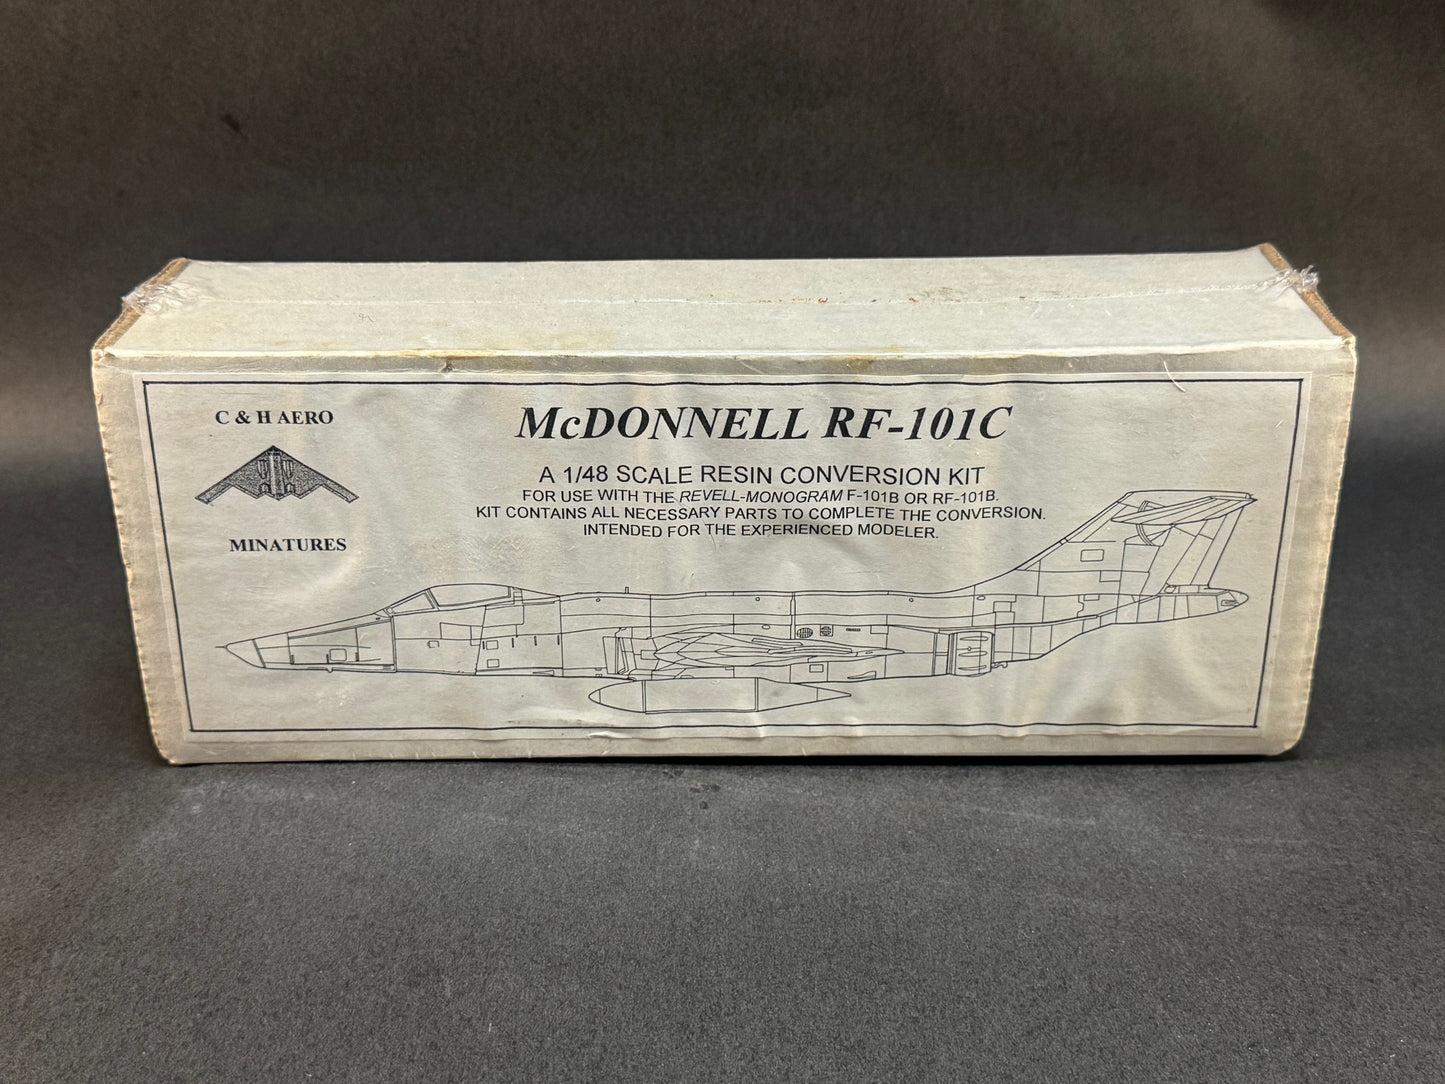 C & H AERO
MINATURES
McDONNELL RF-101C
A 1/48 SCALE RESIN CONVERSION KIT
FOR USE WITH THE REVELL-MONOGRAM F-101B OR RF-101B.
KIT CONTAINS ALL NECESSARY PARTS TO COMPLETE THE CONVERSION.
INTENDED FOR THE EXPERIENCED MODELER.